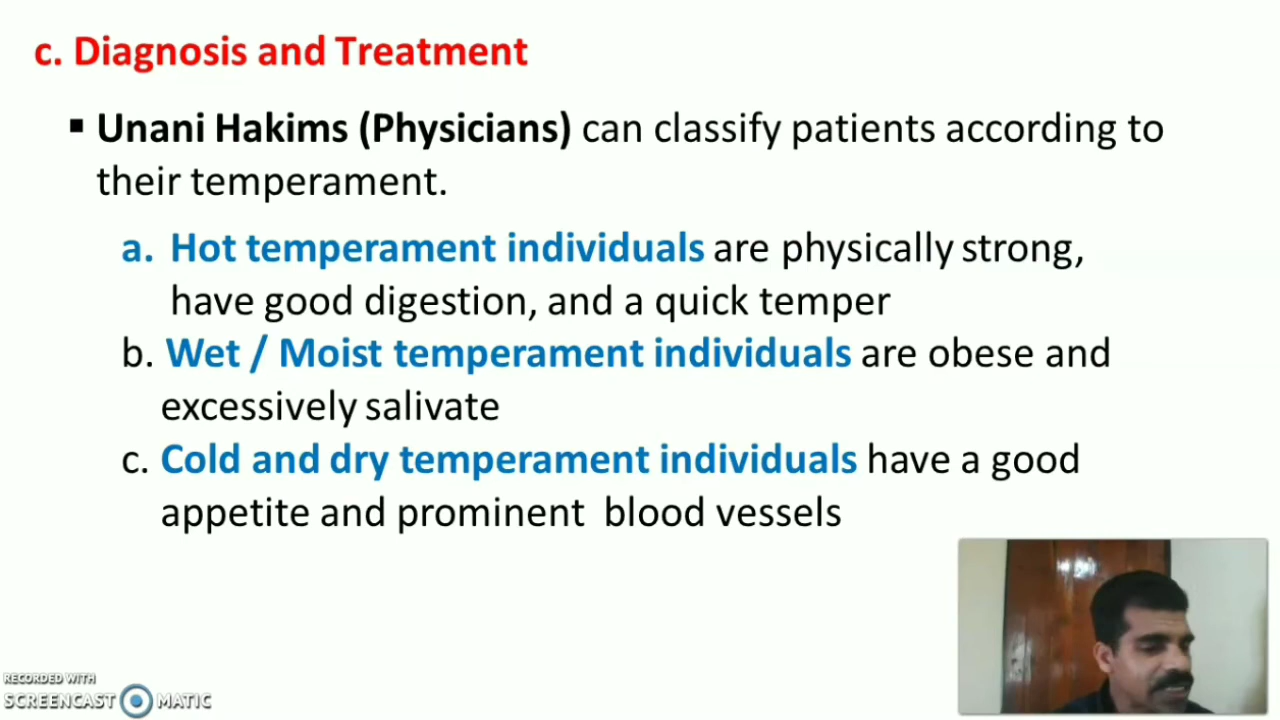 c. Diagnosis and Treatment
▪ Unani Hakims (Physicians) can classify patients according to
their temperament.
a. Hot temperament individuals are physically strong,
have good digestion, and a quick temper
b. Wet / Moist temperament individuals are obese and
excessively salivate
c. Cold and dry temperament individuals have a good
appetite and prominent blood vessels
RECORDED WITH
SCREENCAST MATIC